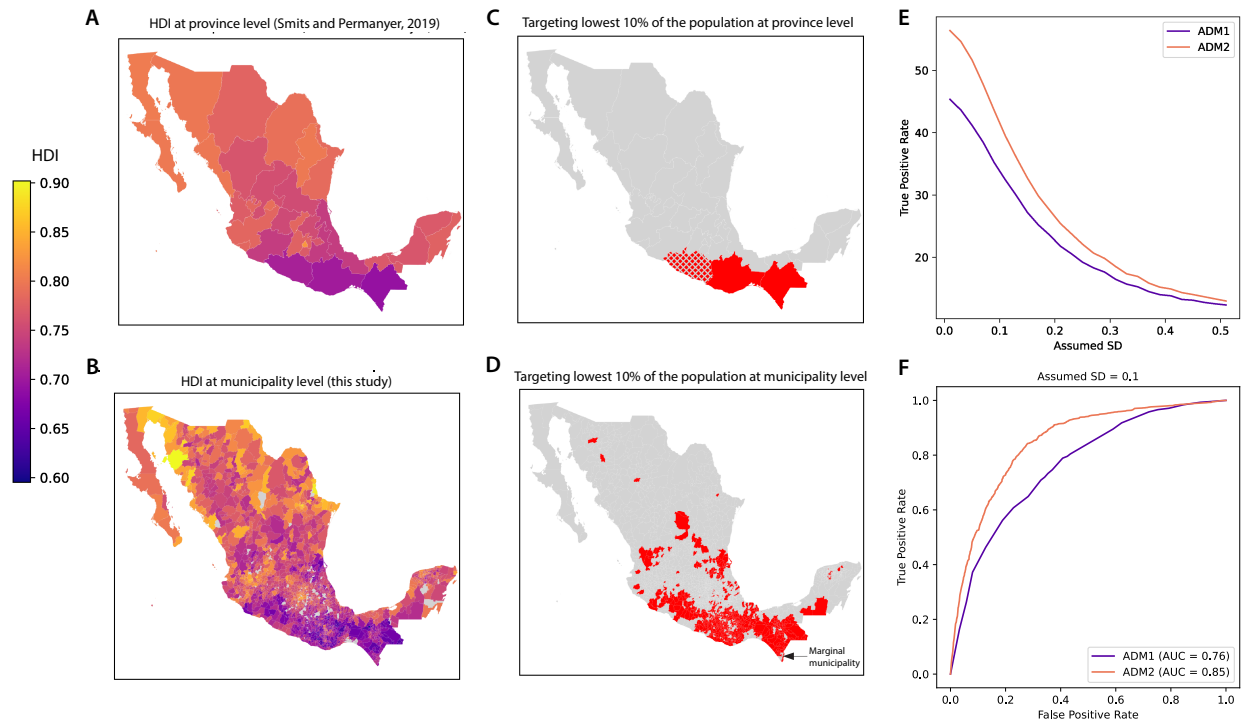 A
HDI at province level (Smits and Permanyer, 2019)
HDI
0.90
0.85
0.80
0.75
0.70
0.65
0.60
B
HDI at municipality level (this study)
C
Targeting lowest 10% of the population at province level
D
Targeting lowest 10% of the population at municipality level
Marginal
municipality
E
ADM1
ADM2
True Positive Rate
50
40
30
20
0.0 0.1 0.2 0.3 0.4 0.5
Assumed SD
F
Assumed SD = 0.1
True Positive Rate
1.0
0.8
0.6
0.4
0.2
0.0
ADM1 (AUC = 0.76)
ADM2 (AUC = 0.85)
0.0 0.2 0.4 0.6 0.8 1.0
False Positive Rate